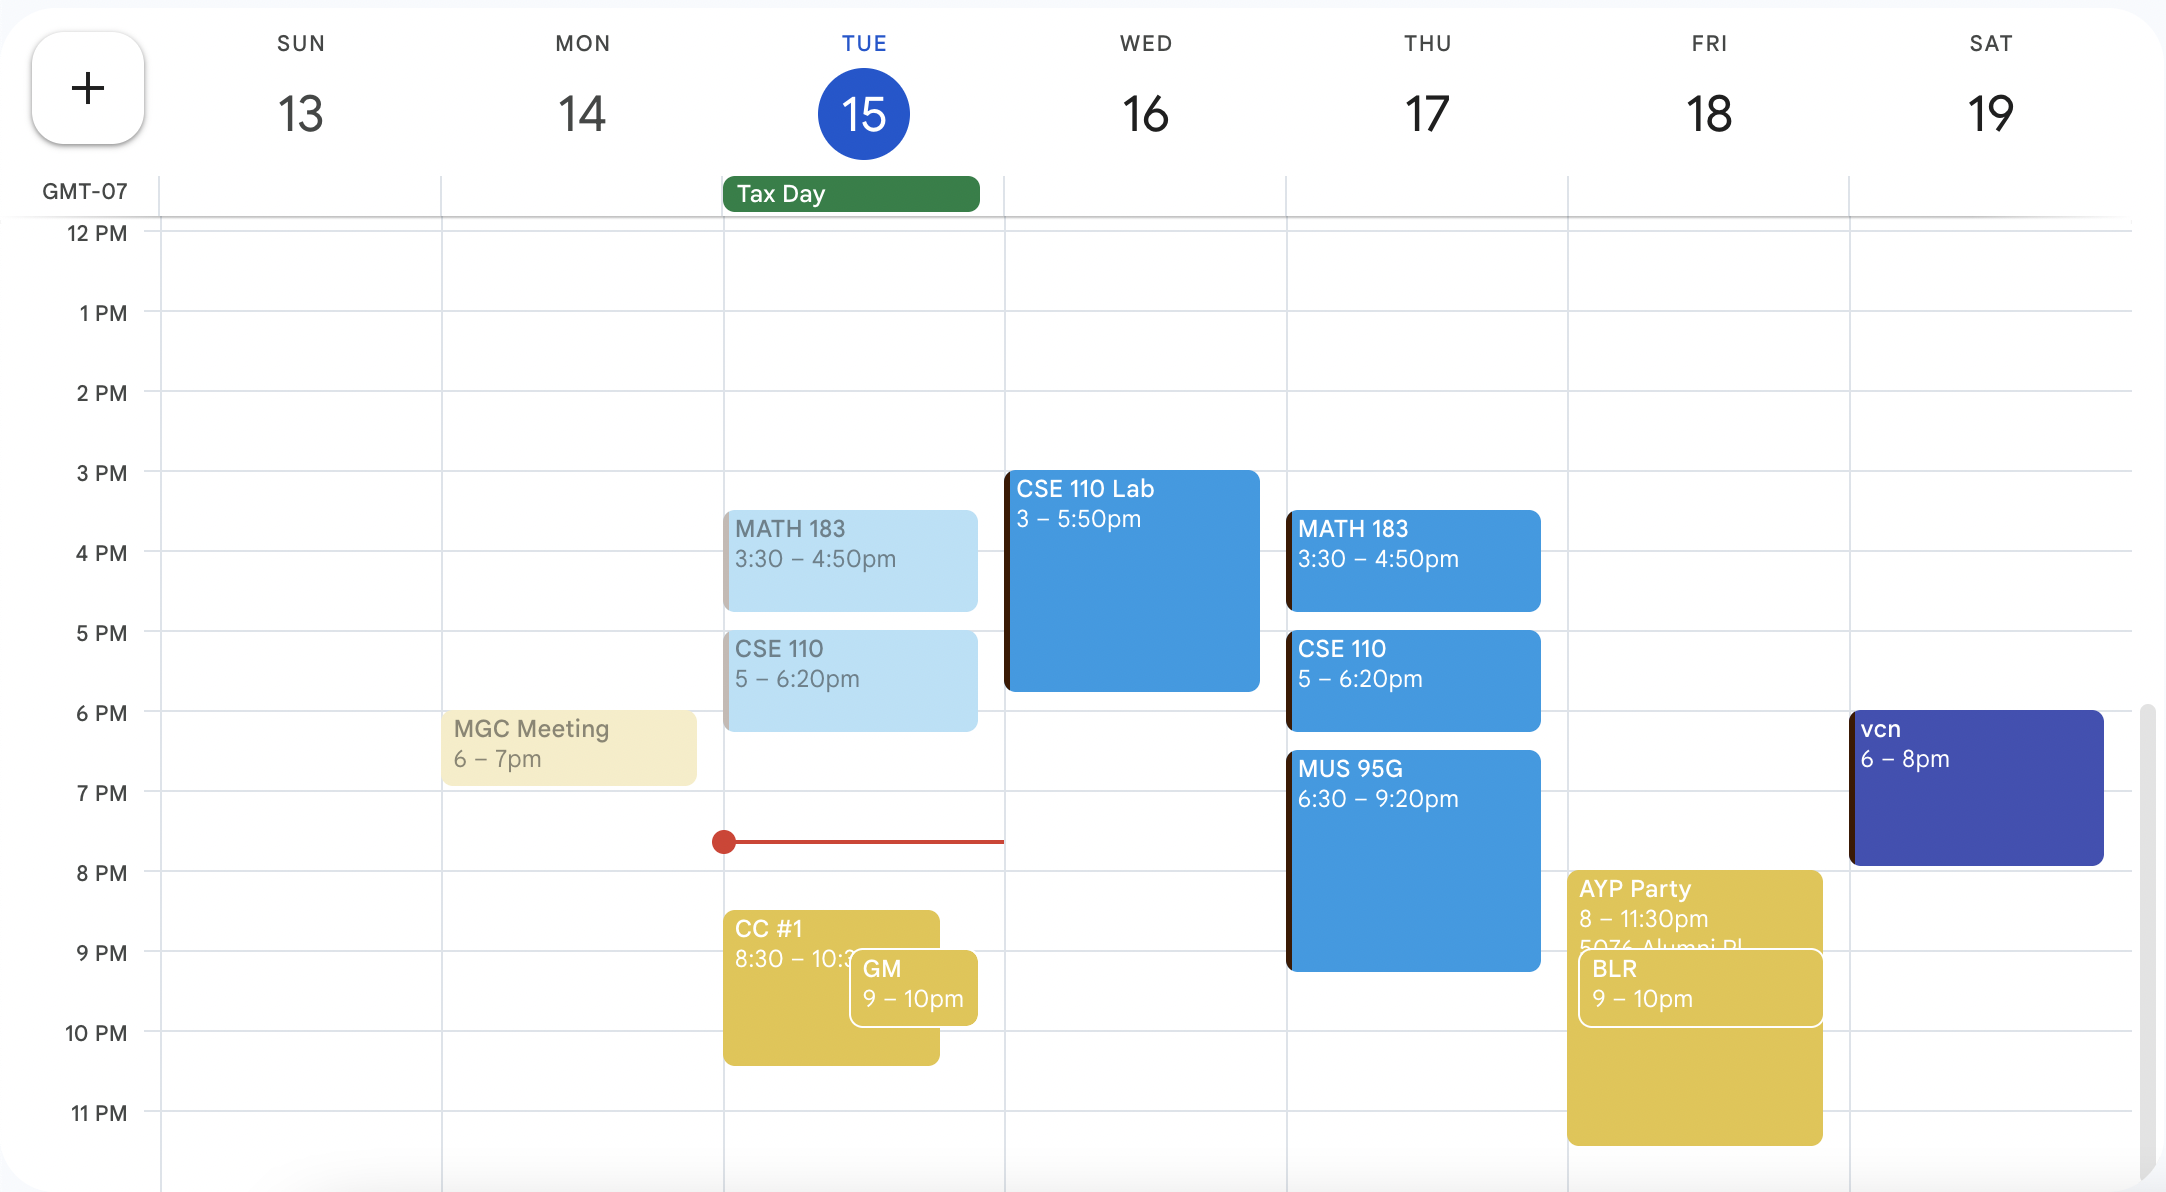 SUN
MON
TUE
WED
THU
FRI
SAT
13
14
15
16
17
18
19
GMT-07
Tax Day
12 PM
1 PM
2 PM
3 PM
4 PM
5 PM
6 PM
7 PM
8 PM
9 PM
10 PM
11 PM
MGC Meeting
6 – 7pm
MATH 183
3:30 – 4:50pm
CSE 110
5 – 6:20pm
CC #1
8:30 – 10:3
GM
9 – 10pm
CSE 110 Lab
3 – 5:50pm
MATH 183
3:30 – 4:50pm
CSE 110
5 – 6:20pm
MUS 95G
6:30 – 9:20pm
AYP Party
8 – 11:30pm
5076 Alumni Pl
BLR
9 – 10pm
vcn
6 – 8pm